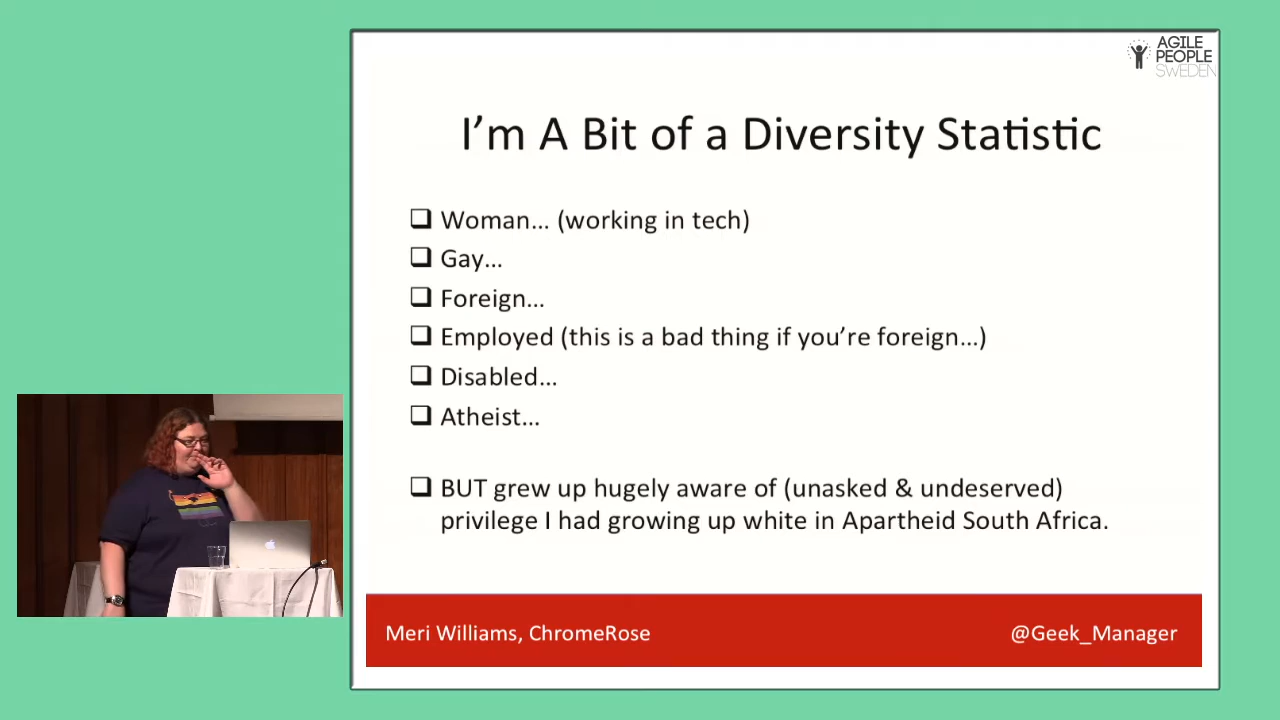 AGILE
PEOPLE
SWEDEN
I'm A Bit of a Diversity Statistic
❑ Woman... (working in tech)
❑ Gay...
❑ Foreign...
❑ Employed (this is a bad thing if you're foreign...)
❑ Disabled...
❑ Atheist...
❑ BUT grew up hugely aware of (unasked & undeserved)
privilege I had growing up white in Apartheid South Africa.
Meri Williams, ChromeRose
@Geek_Manager